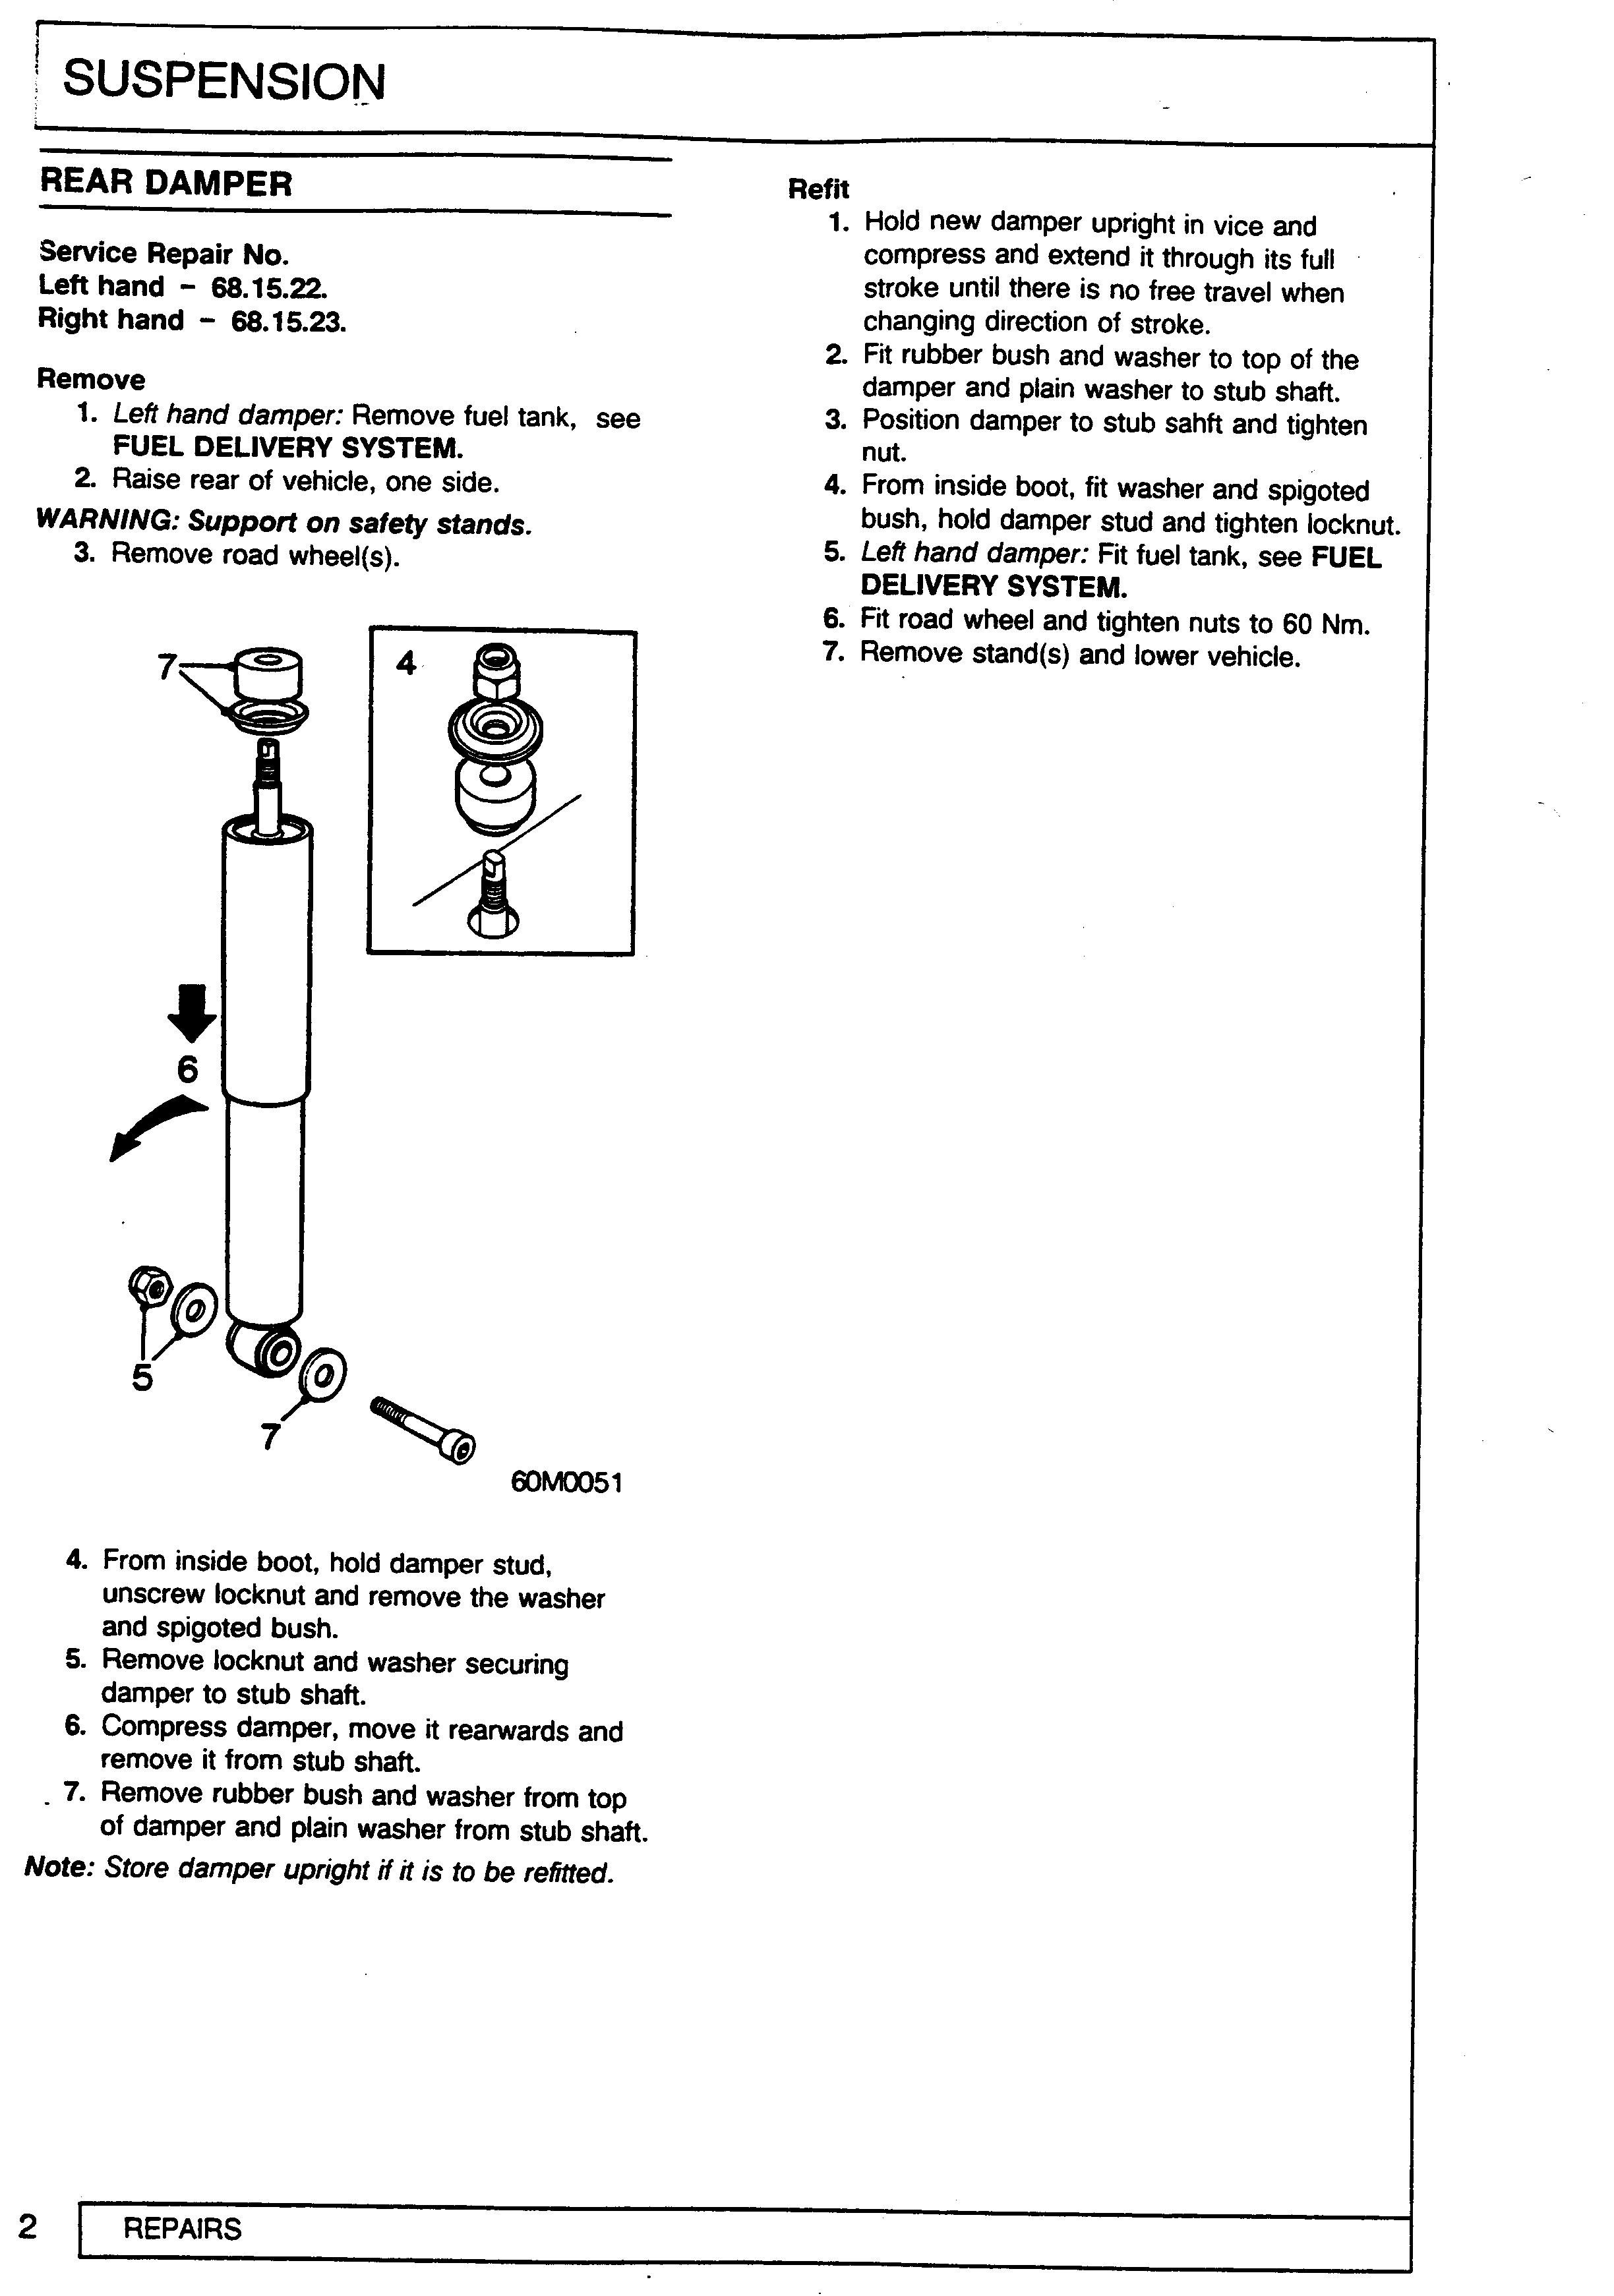 SUSPENSION
REAR DAMPER
Service Repair No.
Left hand - 68.15.22.
Right hand - 68.15.23.
Remove
1. Left hand damper: Remove fuel tank, see
FUEL DELIVERY SYSTEM.
2. Raise rear of vehicle, one side.
WARNING: Support on safety stands.
3. Remove road wheel(s).
7
4
6
5
7
60M0051
4. From inside boot, hold damper stud,
unscrew locknut and remove the washer
and spigoted bush.
5. Remove locknut and washer securing
damper to stub shaft.
6. Compress damper, move it rearwards and
remove it from stub shaft.
7. Remove rubber bush and washer from top
of damper and plain washer from stub shaft.
Note: Store damper upright if it is to be refitted.
Refit
1. Hold new damper upright in vice and
compress and extend it through its full
stroke until there is no free travel when
changing direction of stroke.
2. Fit rubber bush and washer to top of the
damper and plain washer to stub shaft.
3. Position damper to stub sahft and tighten
nut.
4. From inside boot, fit washer and spigoted
bush, hold damper stud and tighten locknut.
5. Left hand damper: Fit fuel tank, see FUEL
DELIVERY SYSTEM.
6. Fit road wheel and tighten nuts to 60 Nm.
7. Remove stand(s) and lower vehicle.
2
REPAIRS